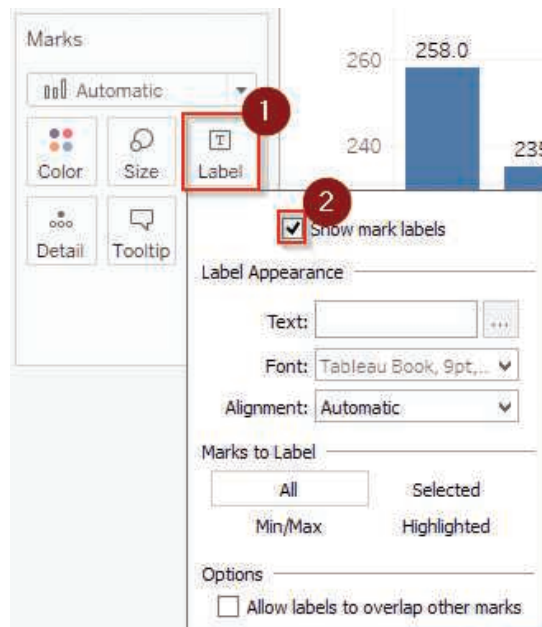 Marks
Automatic
1
Color
Size
Label
Detail
Tooltip
260
258.0
240
235
2
Show mark labels
Label Appearance
Text:
...
Font: Tableau Book, 9pt,...
Alignment: Automatic
Marks to Label
All
Selected
Min/Max
Highlighted
Options
Allow labels to overlap other marks